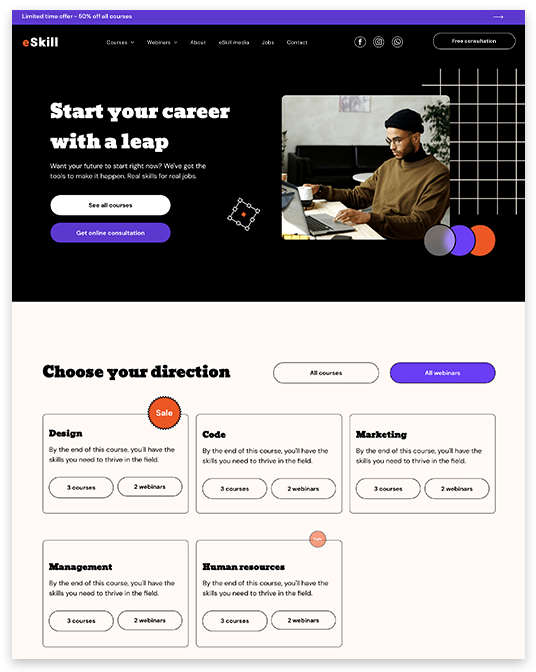 Limited time offer – 50% off all courses
eSkill
Courses
Webinars
About
eSkill media
Jobs
Contact
Free consultation
Start your career
with a leap
Want your future to start right now? We've got the
tools to make it happen. Real skills for real jobs.
See all courses
Get online consultation
Choose your direction
All courses
All webinars
Sale
Design
By the end of this course, you'll have the
skills you need to thrive in the field.
3 courses
2 webinars
Code
By the end of this course, you'll have the
skills you need to thrive in the field.
3 courses
2 webinars
Marketing
By the end of this course, you'll have the
skills you need to thrive in the field.
3 courses
2 webinars
Management
By the end of this course, you'll have the
skills you need to thrive in the field.
3 courses
2 webinars
Human resources
By the end of this course, you'll have the
skills you need to thrive in the field.
3 courses
2 webinars